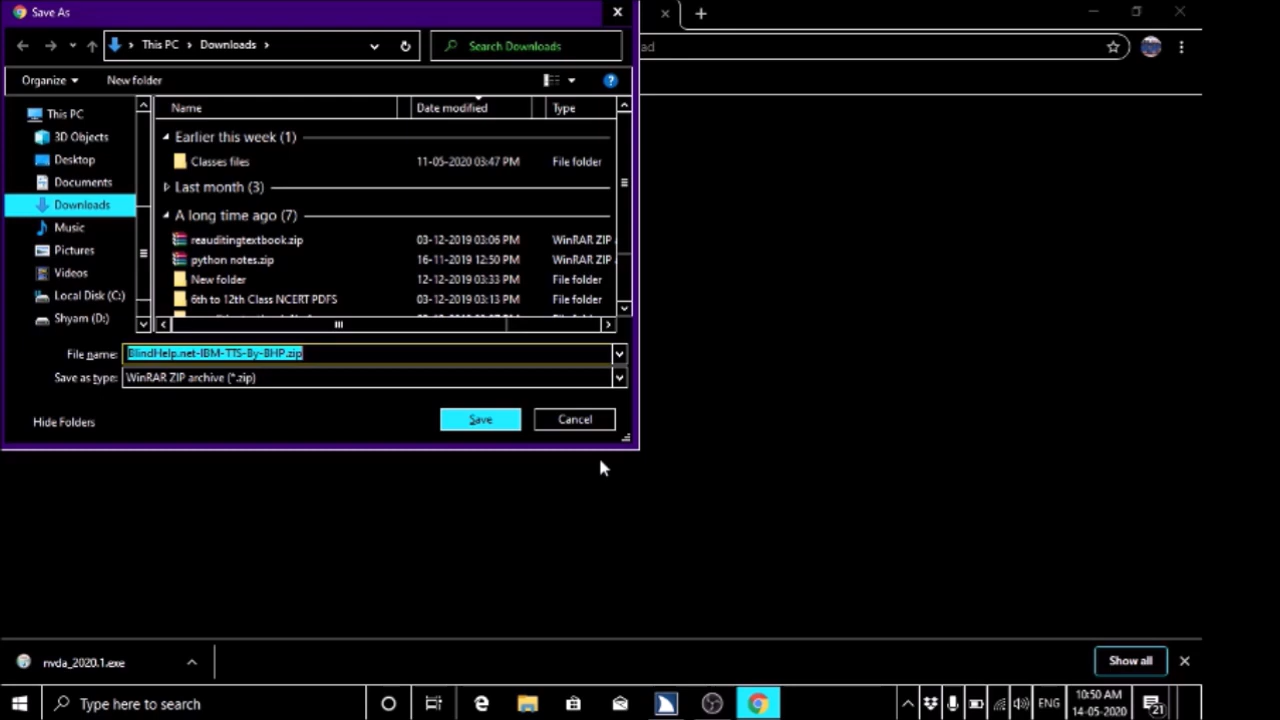 Save As
ad
This PC > Downloads >
Search Downloads
Organize
New folder
This PC
3D Objects
Desktop
Documents
Downloads
Music
Pictures
Videos
Local Disk (C:)
Shyam (D:)
Name Date modified Type
Earlier this week (1)
Classes files 11-05-2020 03:47 PM File folder
Last month (3)
A long time ago (7)
reauditingtextbook.zip 03-12-2019 03:06 PM WinRAR ZIP
python notes.zip 16-11-2019 12:50 PM WinRAR ZIP
New folder 12-12-2019 03:33 PM File folder
6th to 12th Class NCERT PDFS 03-12-2019 03:13 PM File folder
File name: BlindHelp.net-IBM-TTS-By-BHP.zip
Save as type: WinRAR ZIP archive (*.zip)
Hide Folders
Save
Cancel
nvda_2020.1.exe
Show all
Type here to search
ENG
10:50 AM
14-05-2020
21